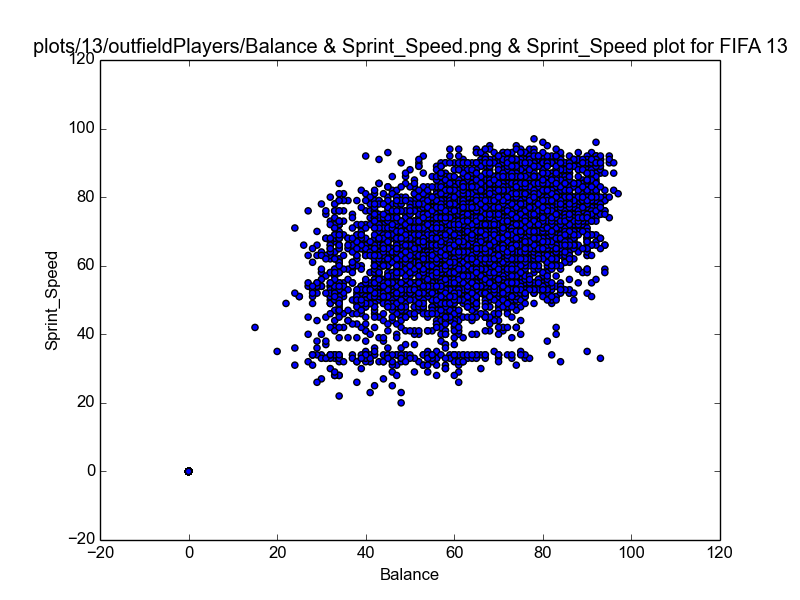 plots/13/outfieldPlayers/Balance & Sprint_Speed.png & Sprint_Speed plot for FIFA 13
120
100
80
60
40
20
0
−20
Sprint_Speed
−20 0 20 40 60 80 100 120
Balance